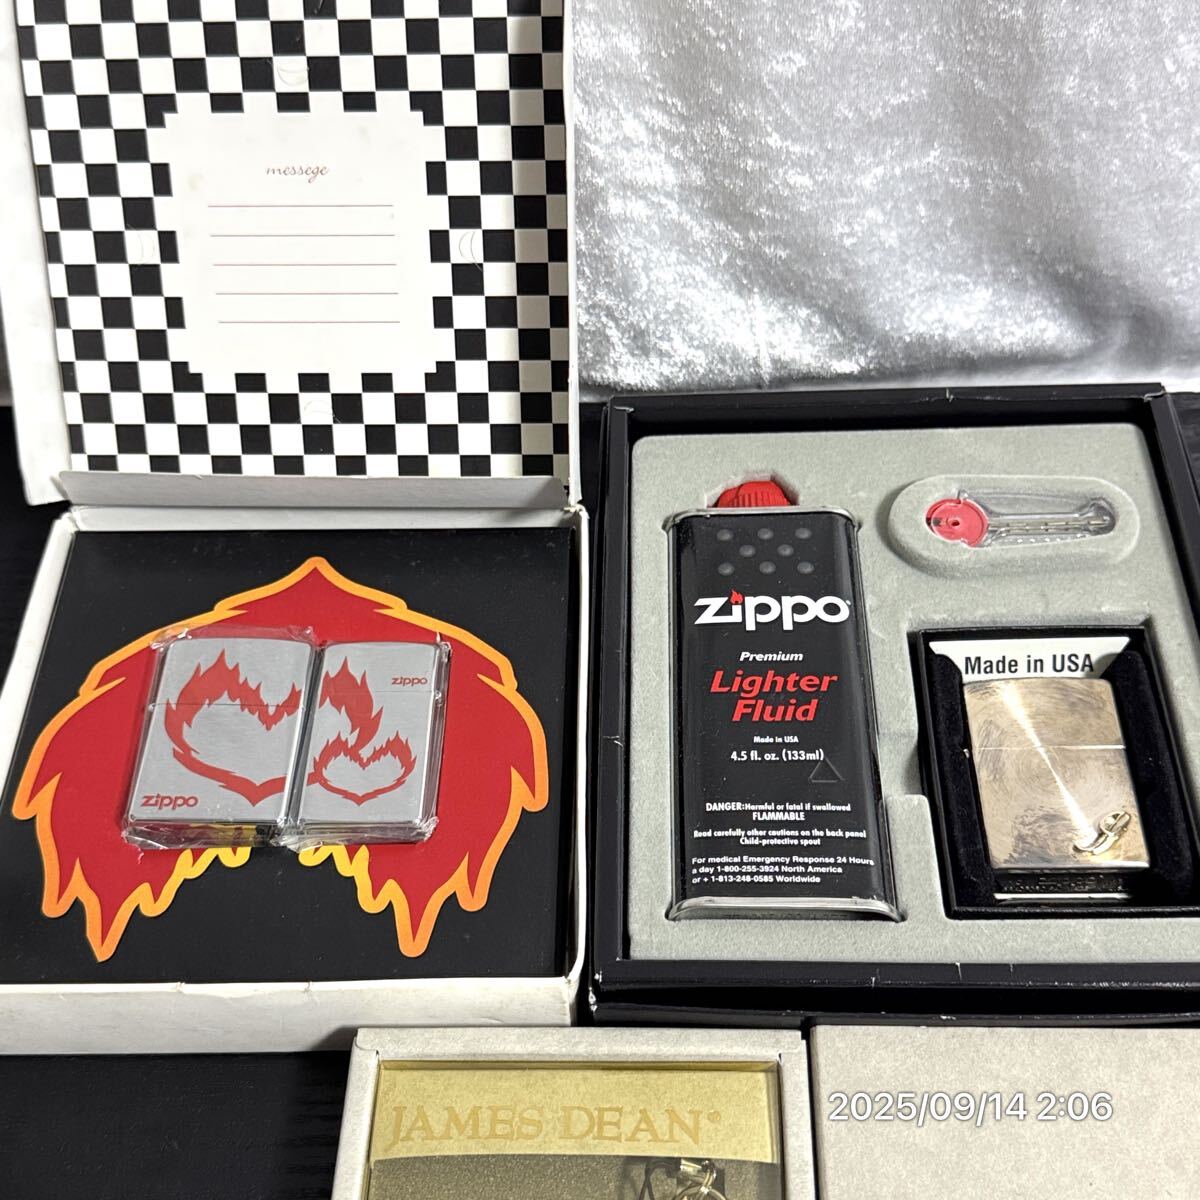 messege
zippo
zippo
zippo
Premium
Lighter
Fluid
Made in USA
4.5 fl. oz. (133ml)
DANGER:Harmful or fatal if swallowed
FLAMMABLE
Read carefully other cautions on the back panel
Child-protective spout
For medical Emergency Response 24 Hours
a day 1-800-255-3924 North America
or + 1-813-248-0585 Worldwide
Made in USA
JAMES DEAN
2025/09/14 2:06